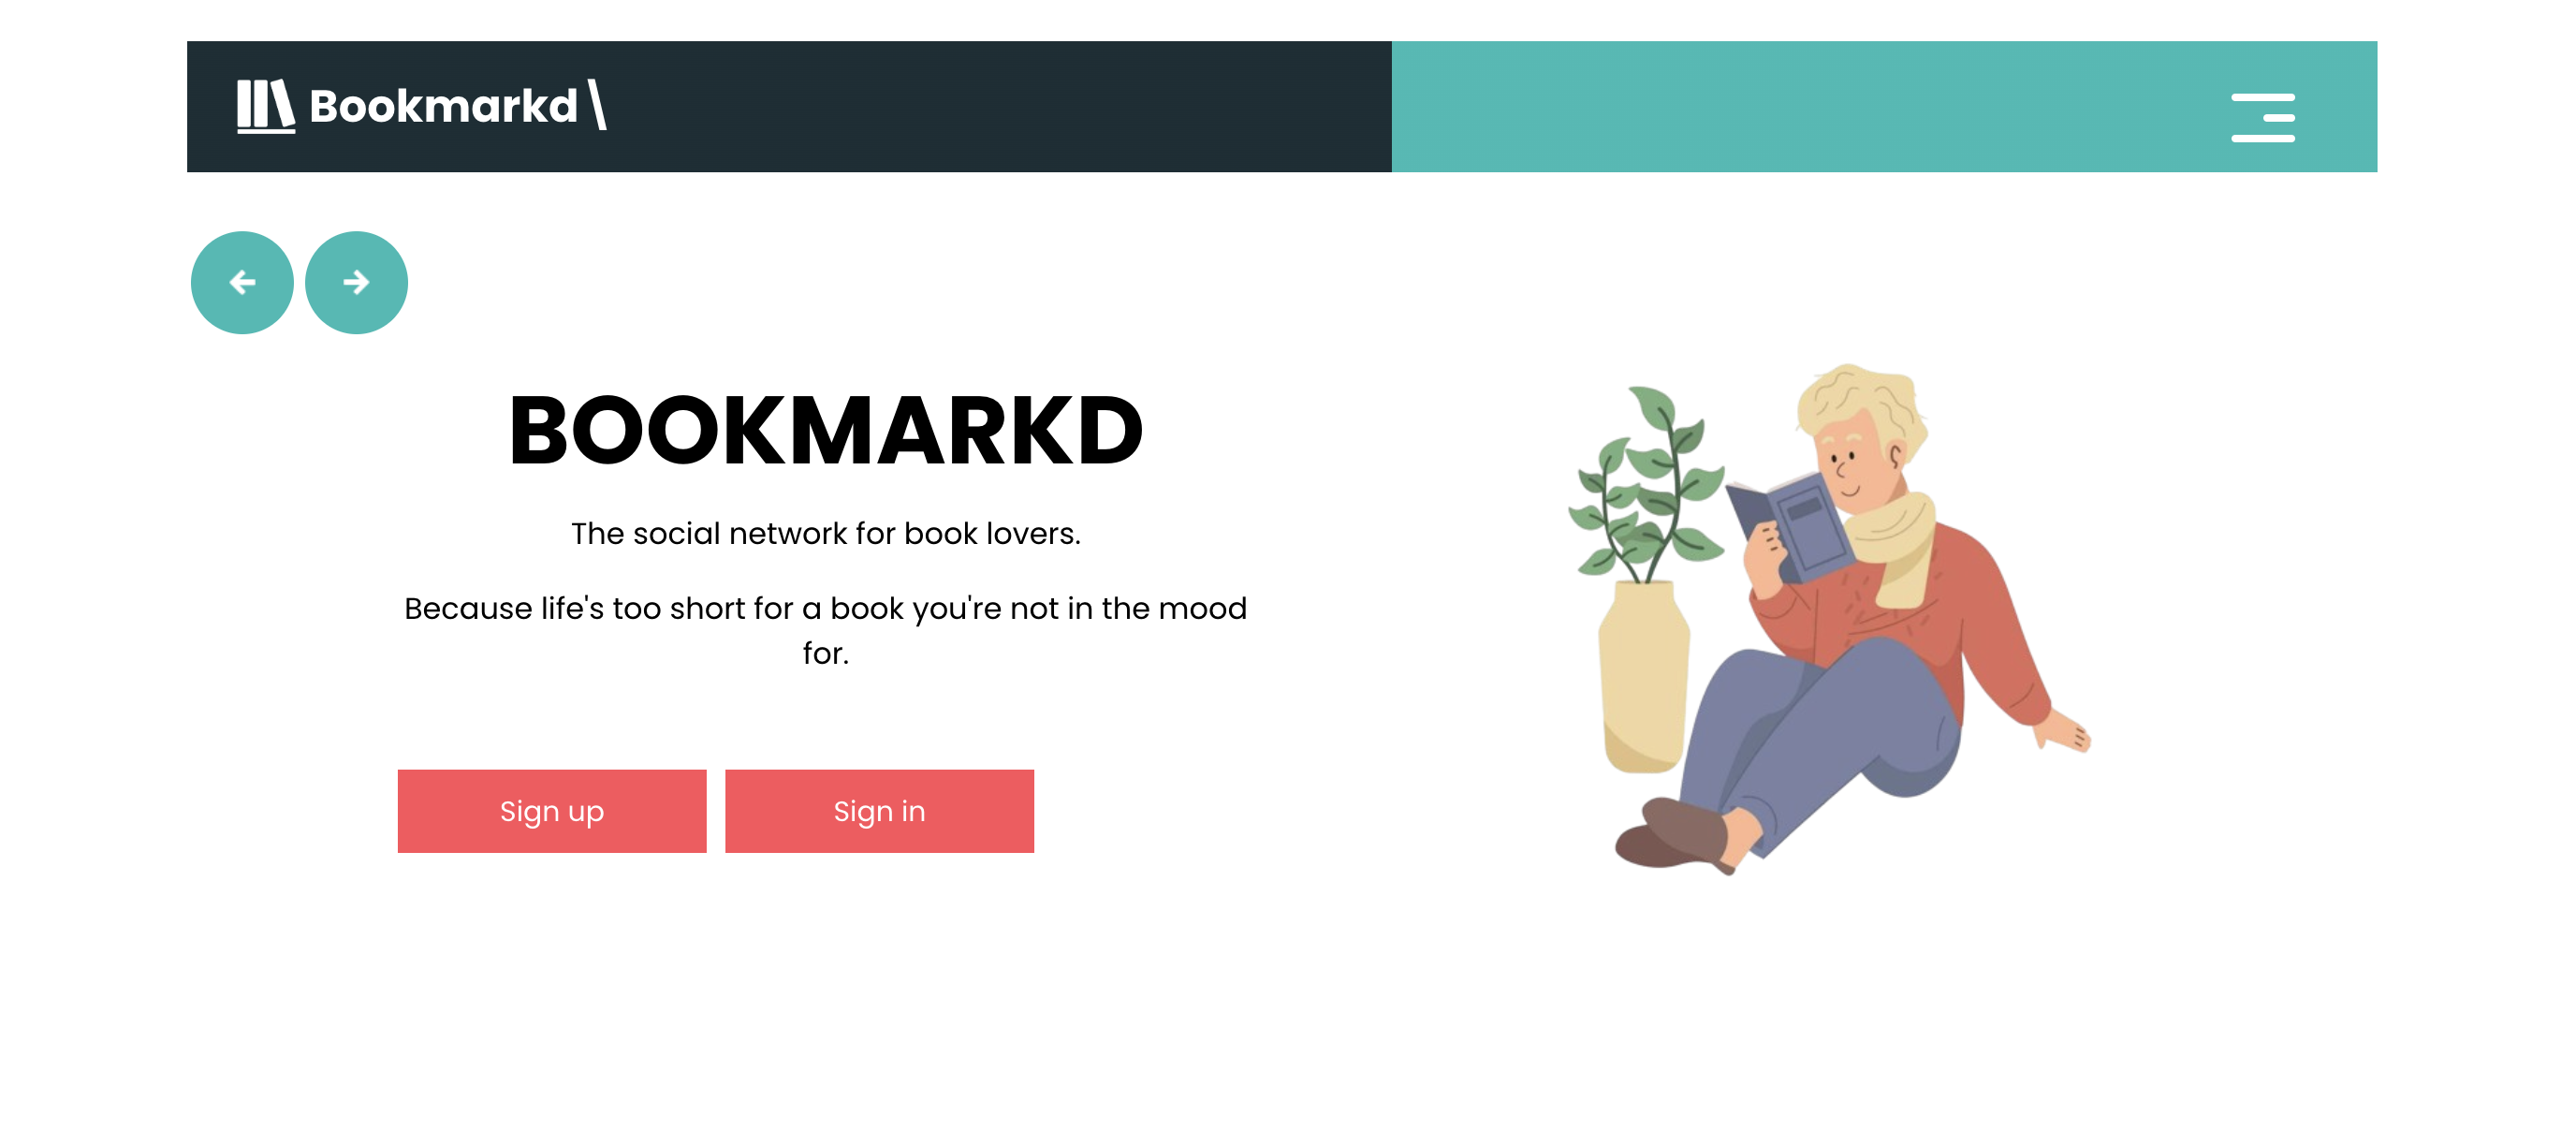 Bookmarkd \
BOOKMARKD
The social network for book lovers.
Because life's too short for a book you're not in the mood
for.
Sign up
Sign in